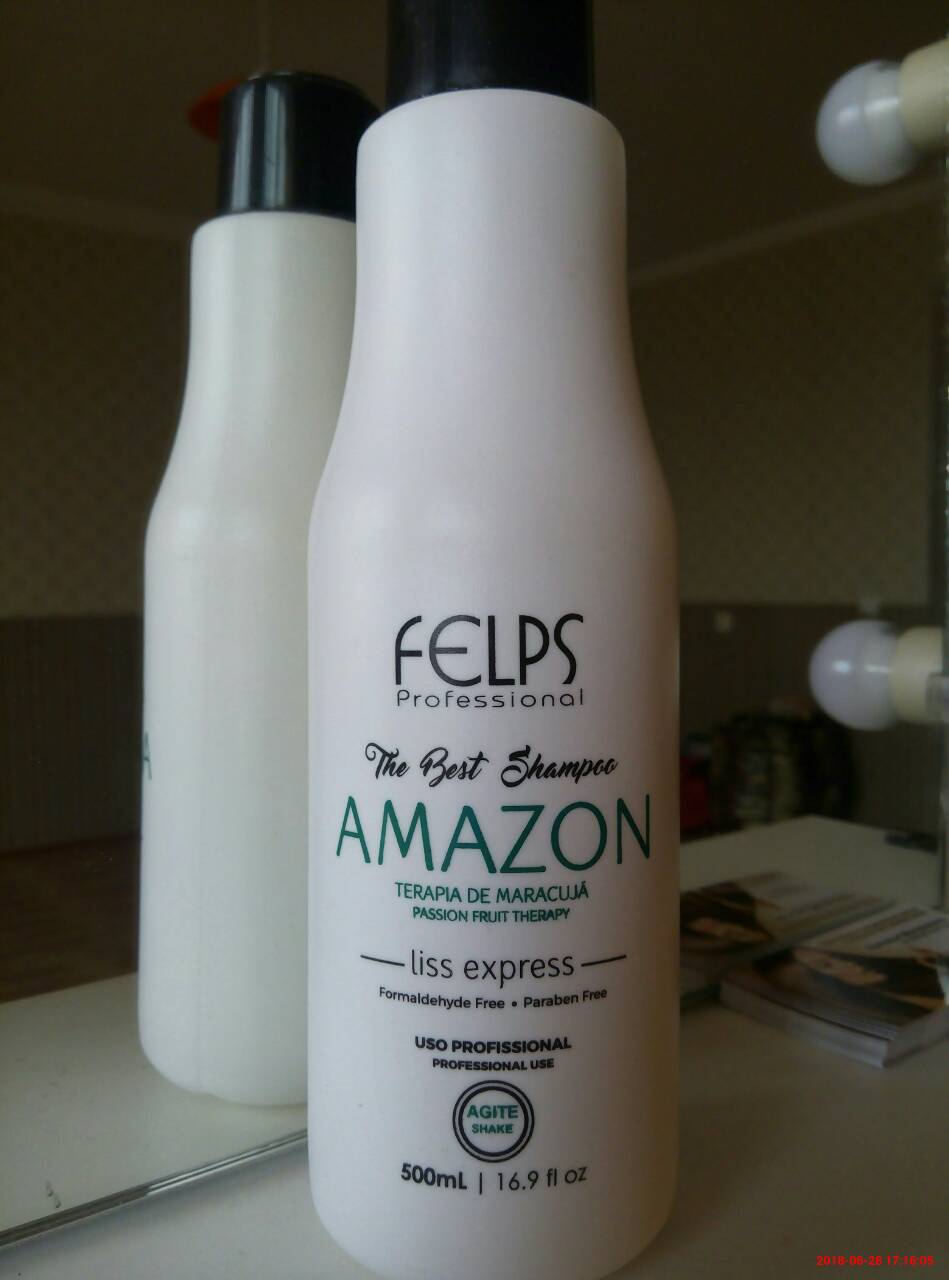 FELPS
Professional
The Best Shampoo
AMAZON
TERAPIA DE MARACUJÁ
PASSION FRUIT THERAPY
liss express
Formaldehyde Free • Paraben Free
USO PROFISSIONAL
PROFESSIONAL USE
AGITE
SHAKE
500mL | 16.9 fl oz
A
2018-06-28 17:16:05